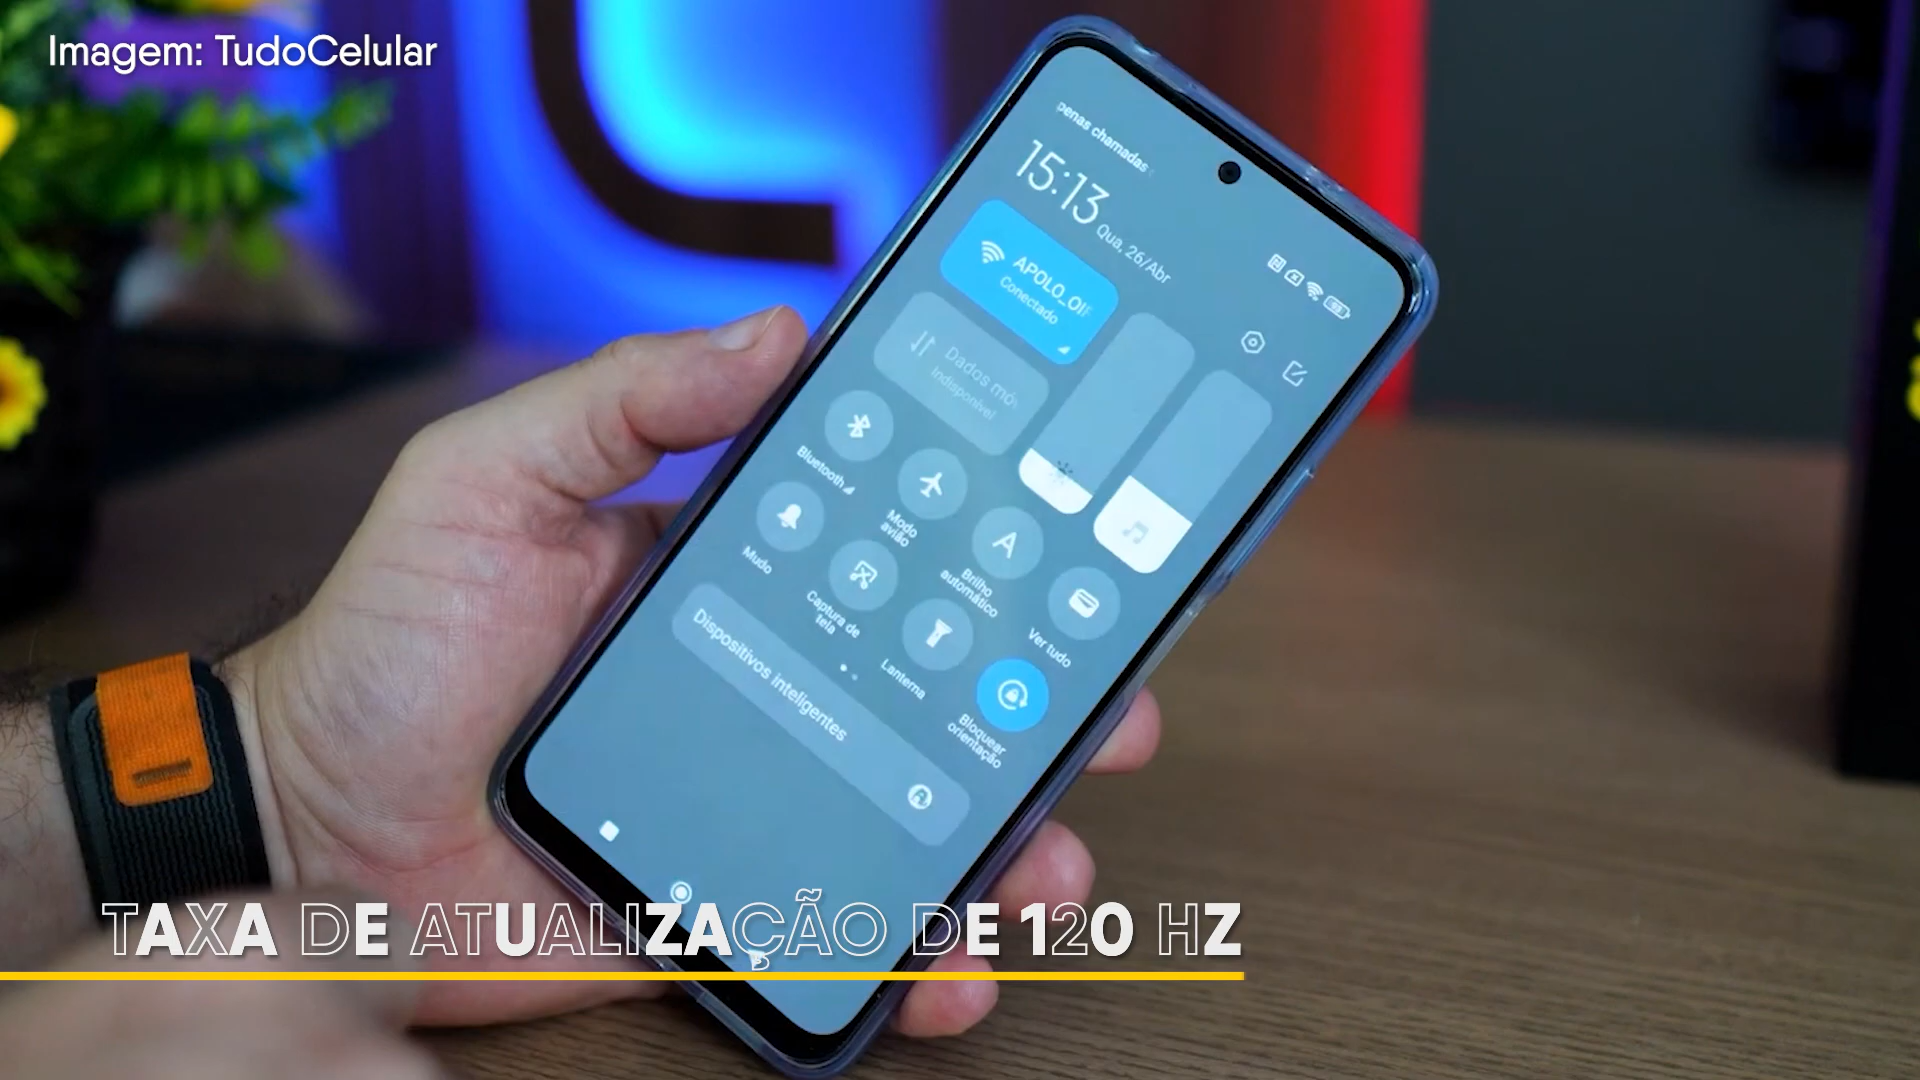 Imagem: TudoCelular
penas chamadas
15:13
Qua, 26/Abr
APOLO_OI
Conectado
Dados mó
Indisponível
Bluetooth
Modo
avião
A
Brilho
automático
Ver tudo
Mudo
Captura de
tela
Lanterna
Bloquear
orientação
Dispositivos inteligentes
TAXA DE ATUALIZAÇÃO DE 120 HZ